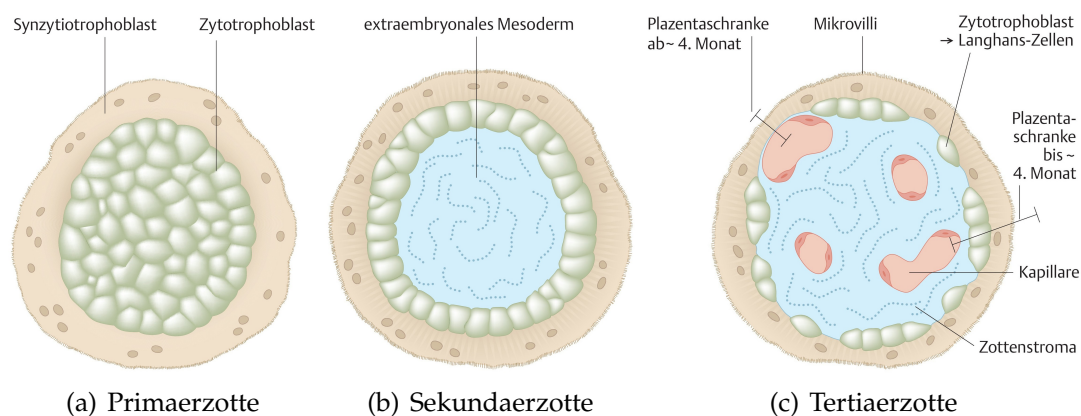 Synzytiotrophoblast
Zytotrophoblast
extraembryonales Mesoderm
Plazentaschranke
ab~ 4. Monat
Mikrovilli
Zytotrophoblast
→ Langhans-Zellen
Plazenta-
schranke
bis ~
4. Monat
Kapillare
Zottenstroma
(a) Primaerzotte
(b) Sekundaerzotte
(c) Tertiaerzotte